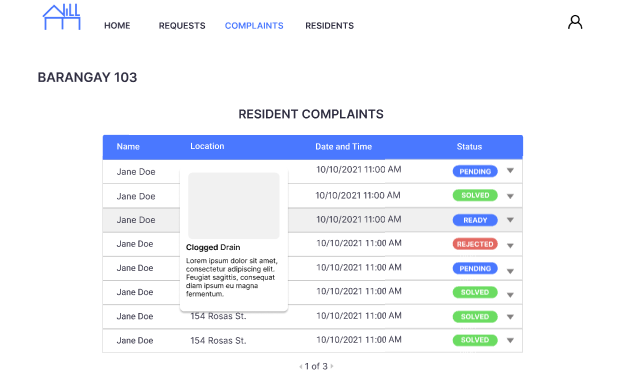 HOME REQUESTS COMPLAINTS RESIDENTS
BARANGAY 103
RESIDENT COMPLAINTS
Name Location Date and Time Status
Jane Doe 10/10/2021 11:00 AM PENDING
Jane Doe 10/10/2021 11:00 AM SOLVED
Jane Doe 10/10/2021 11:00 AM READY
Jane Doe 10/10/2021 11:00 AM REJECTED
Jane Doe 10/10/2021 11:00 AM PENDING
Jane Doe 10/10/2021 11:00 AM SOLVED
Jane Doe 154 Rosas St. 10/10/2021 11:00 AM SOLVED
Jane Doe 154 Rosas St. 10/10/2021 11:00 AM SOLVED
Clogged Drain
Lorem ipsum dolor sit amet,
consectetur adipiscing elit.
Feugiat sagittis, consequat
diam ipsum eu magna
fermentum.
1 of 3